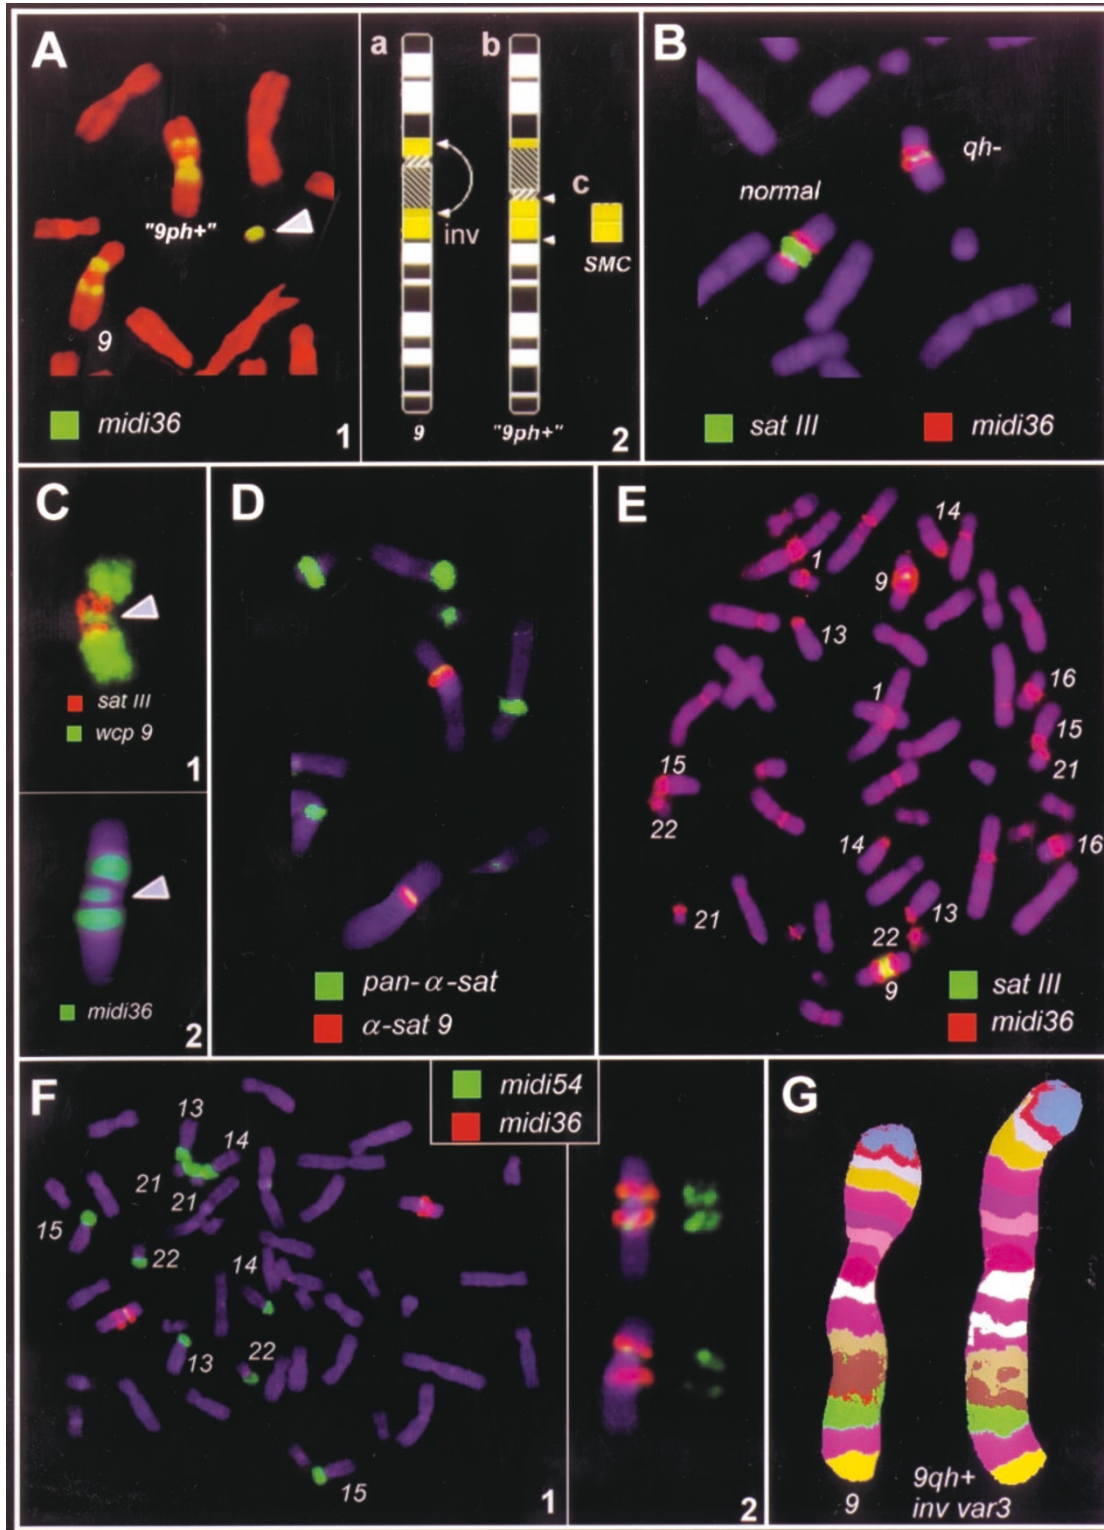 A
"9ph+"
9
midi36
1
a
b
c
inv
SMC
9
"9ph+"
2
B
qh-
normal
sat III
midi36
C
sat III
wcp 9
1
midi36
2
D
pan-α-sat
α-sat 9
E
14
1
9
13
1
16
15
15
21
22
14
16
21
13
22
9
sat III
midi36
F
midi54
midi36
13
14
21
21
15
22
14
13
22
15
1
2
G
9
9qh+
inv var3